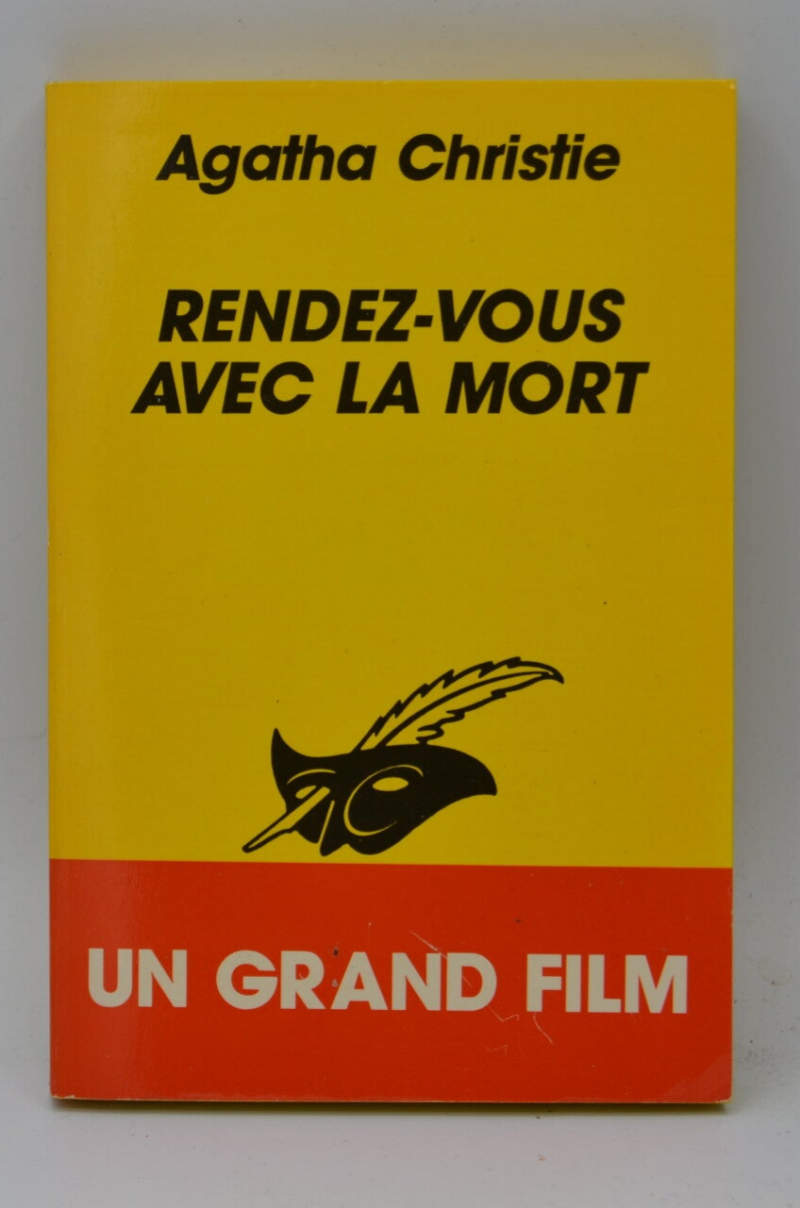 Agatha Christie
RENDEZ-VOUS
AVEC LA MORT
UN GRAND FILM